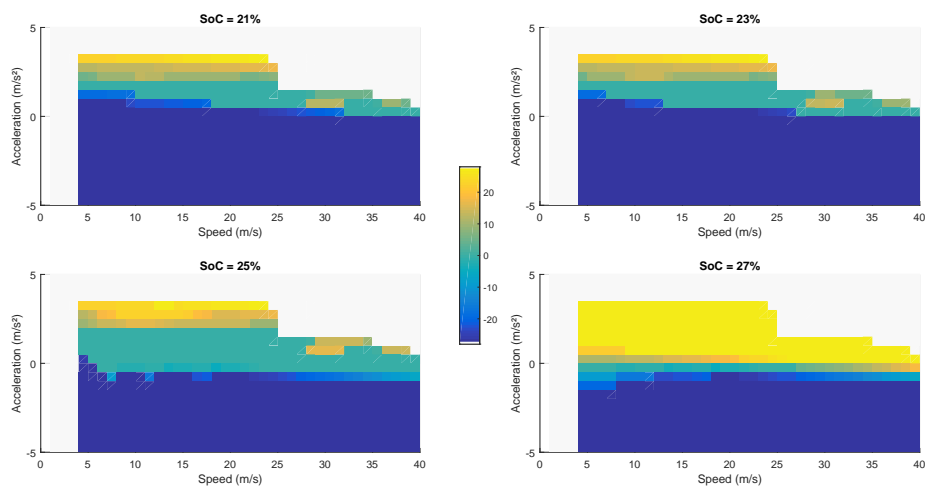 SoC = 21%
5
0
-5
Acceleration (m/s²)
0 5 10 15 20 25 30 35 40
Speed (m/s)
SoC = 23%
5
0
-5
Acceleration (m/s²)
0 5 10 15 20 25 30 35 40
Speed (m/s)
20
0
-20
SoC = 25%
5
0
-5
Acceleration (m/s²)
0 5 10 15 20 25 30 35 40
Speed (m/s)
SoC = 27%
5
0
-5
Acceleration (m/s²)
0 5 10 15 20 25 30 35 40
Speed (m/s)